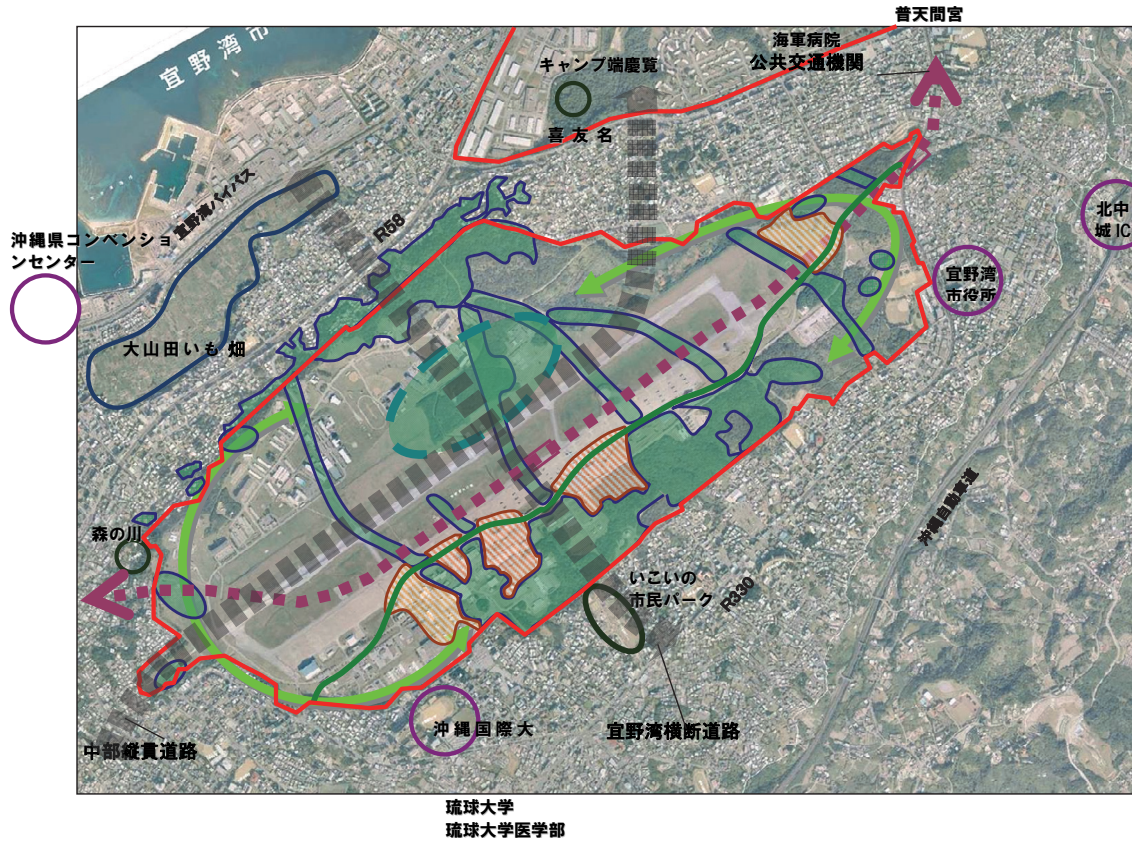 普天間宮
宜野湾市
海軍病院
公共交通機関
キャンプ端慶覧
喜友名
宜野湾バイパス
R58
沖縄県コンベンショ
ンセンター
北中
城IC
宜野湾
市役所
大山田いも畑
沖縄自動車道
森の川
いこいの
市民パーク
R330
沖縄国際大
宜野湾横断道路
中部縦貫道路
琉球大学
琉球大学医学部